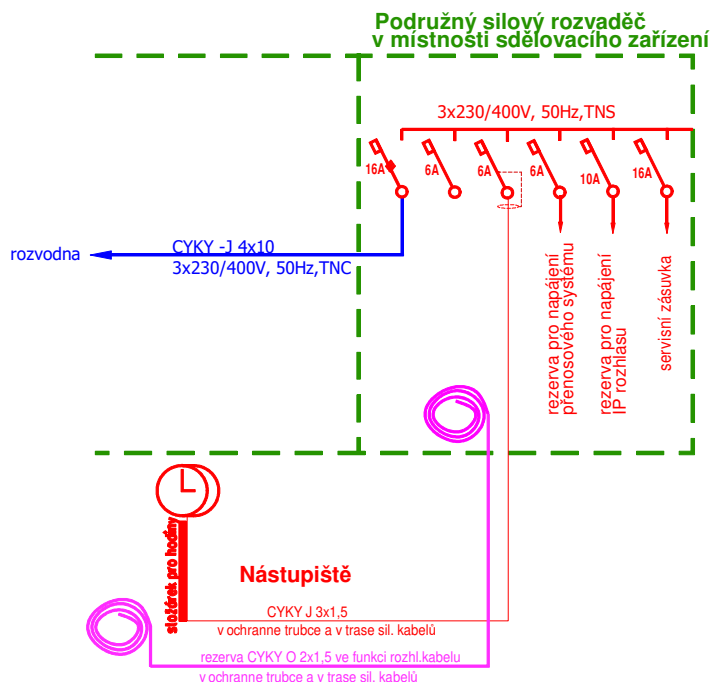 Podružný silový rozvaděč
v místnosti sdělovacího zařízení
3x230/400V, 50Hz,TNS
16A
6A
6A
6A
10A
16A
rozvodna
CYKY -J 4x10
3x230/400V, 50Hz,TNC
rezerva pro napájení
přenosového systému
rezerva pro napájení
IP rozhlasu
servisní zásuvka
stožárek pro hodiny
Nástupiště
CYKY J 3x1,5
v ochranne trubce a v trase sil. kabelů
rezerva CYKY O 2x1,5 ve funkci rozhl.kabelu
v ochranne trubce a v trase sil. kabelů